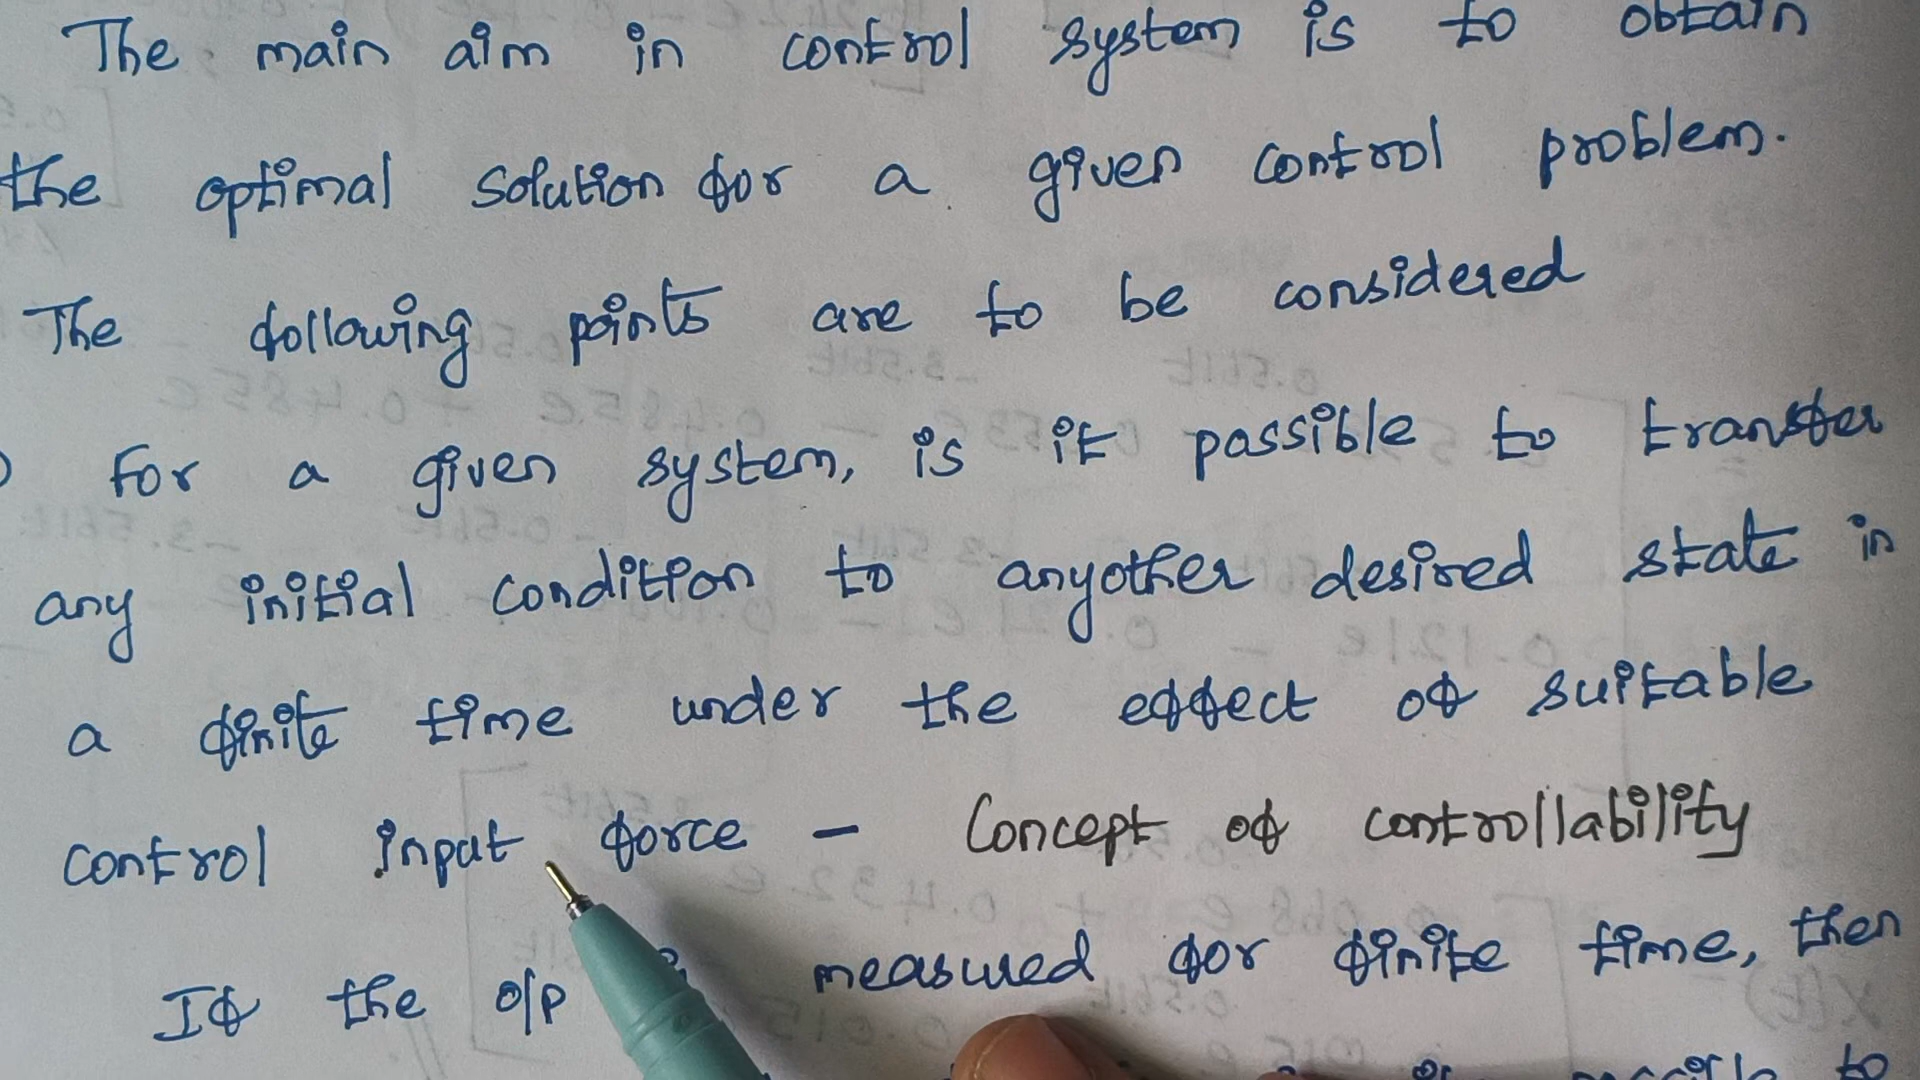 The main aim in control system is to obtain
the optimal solution for a given control problem.
The following points are to be considered
For a given system, is it possible to transfer
any initial condition to anyother desired state in
a finite time under the effect of suitable
control input force - Concept of controllability
If the o/p measured for finite time, then
to